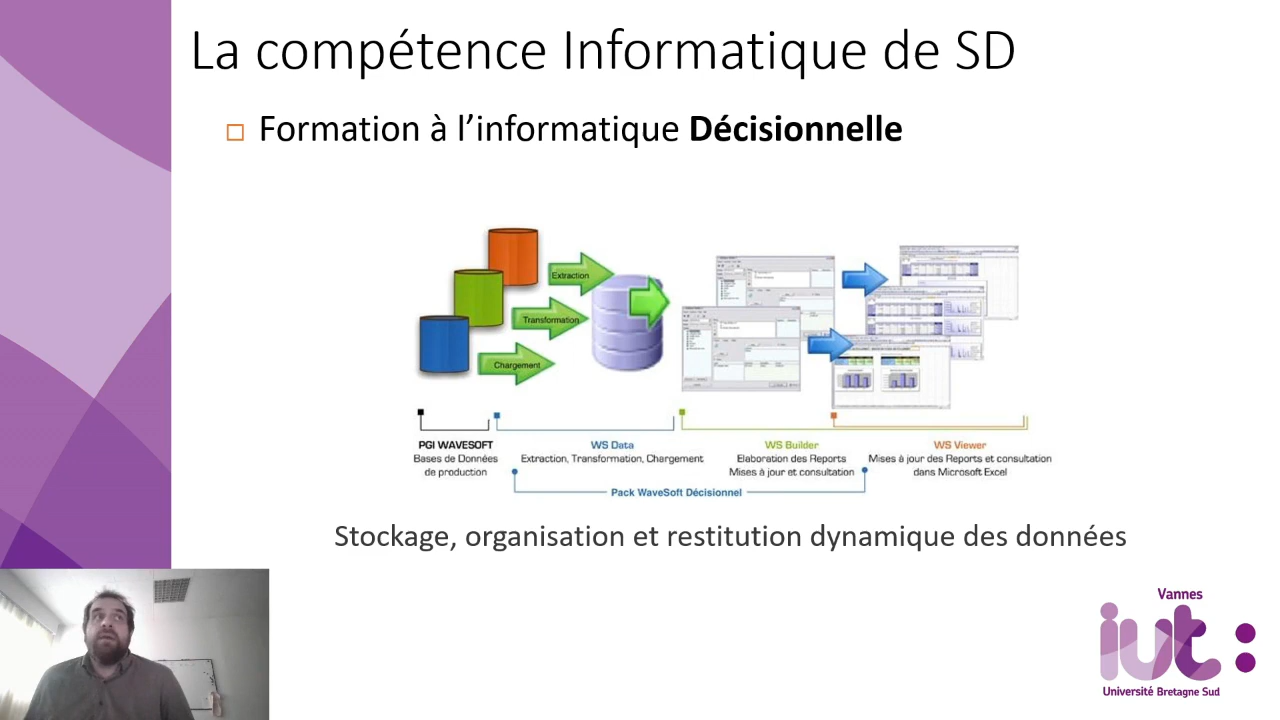 La compétence Informatique de SD
Formation à l’informatique Décisionnelle
Extraction
Transformation
Chargement
PGI WAVESOFT
Bases de Données
de production
WS Data
Extraction, Transformation, Chargement
WS Builder
Elaboration des Reports
Mises à jour et consultation
WS Viewer
Mises à jour des Reports et consultation
dans Microsoft Excel
Pack WaveSoft Décisionnel
Stockage, organisation et restitution dynamique des données
Vannes
iut:
Université Bretagne Sud